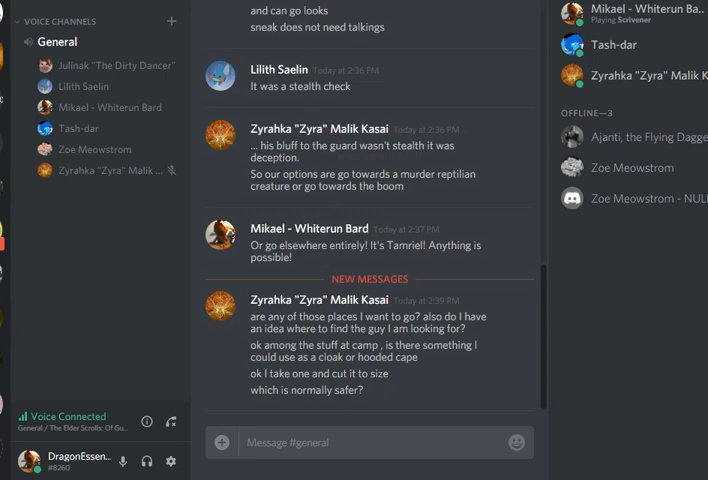 VOICE CHANNELS
General
Julinak "The Dirty Dancer"
Lilith Saelin
Mikael - Whiterun Bard
Tash-dar
Zoe Meowstrom
Zyrahka "Zyra" Malik ...
Voice Connected
General / The Elder Scrolls: Of Gu...
DragonEssen...
#8260
and can go looks
sneak does not need talkings
Lilith Saelin Today at 2:36 PM
It was a stealth check
Zyrahka "Zyra" Malik Kasai Today at 2:36 PM
... his bluff to the guard wasn't stealth it was
deception.
So our options are go towards a murder reptilian
creature or go towards the boom
Mikael - Whiterun Bard Today at 2:37 PM
Or go elsewhere entirely! It's Tamriel! Anything is
possible!
NEW MESSAGES
Zyrahka "Zyra" Malik Kasai Today at 2:39 PM
are any of those places I want to go? also do I have
an idea where to find the guy I am looking for?
ok among the stuff at camp , is there something I
could use as a cloak or hooded cape
ok I take one and cut it to size
which is normally safer?
Message #general
Mikael - Whiterun Ba...
Playing Scrivener
Tash-dar
Zyrahka "Zyra" Malik K
OFFLINE—3
Ajanti, the Flying Dagge
Zoe Meowstrom
Zoe Meowstrom - NUL